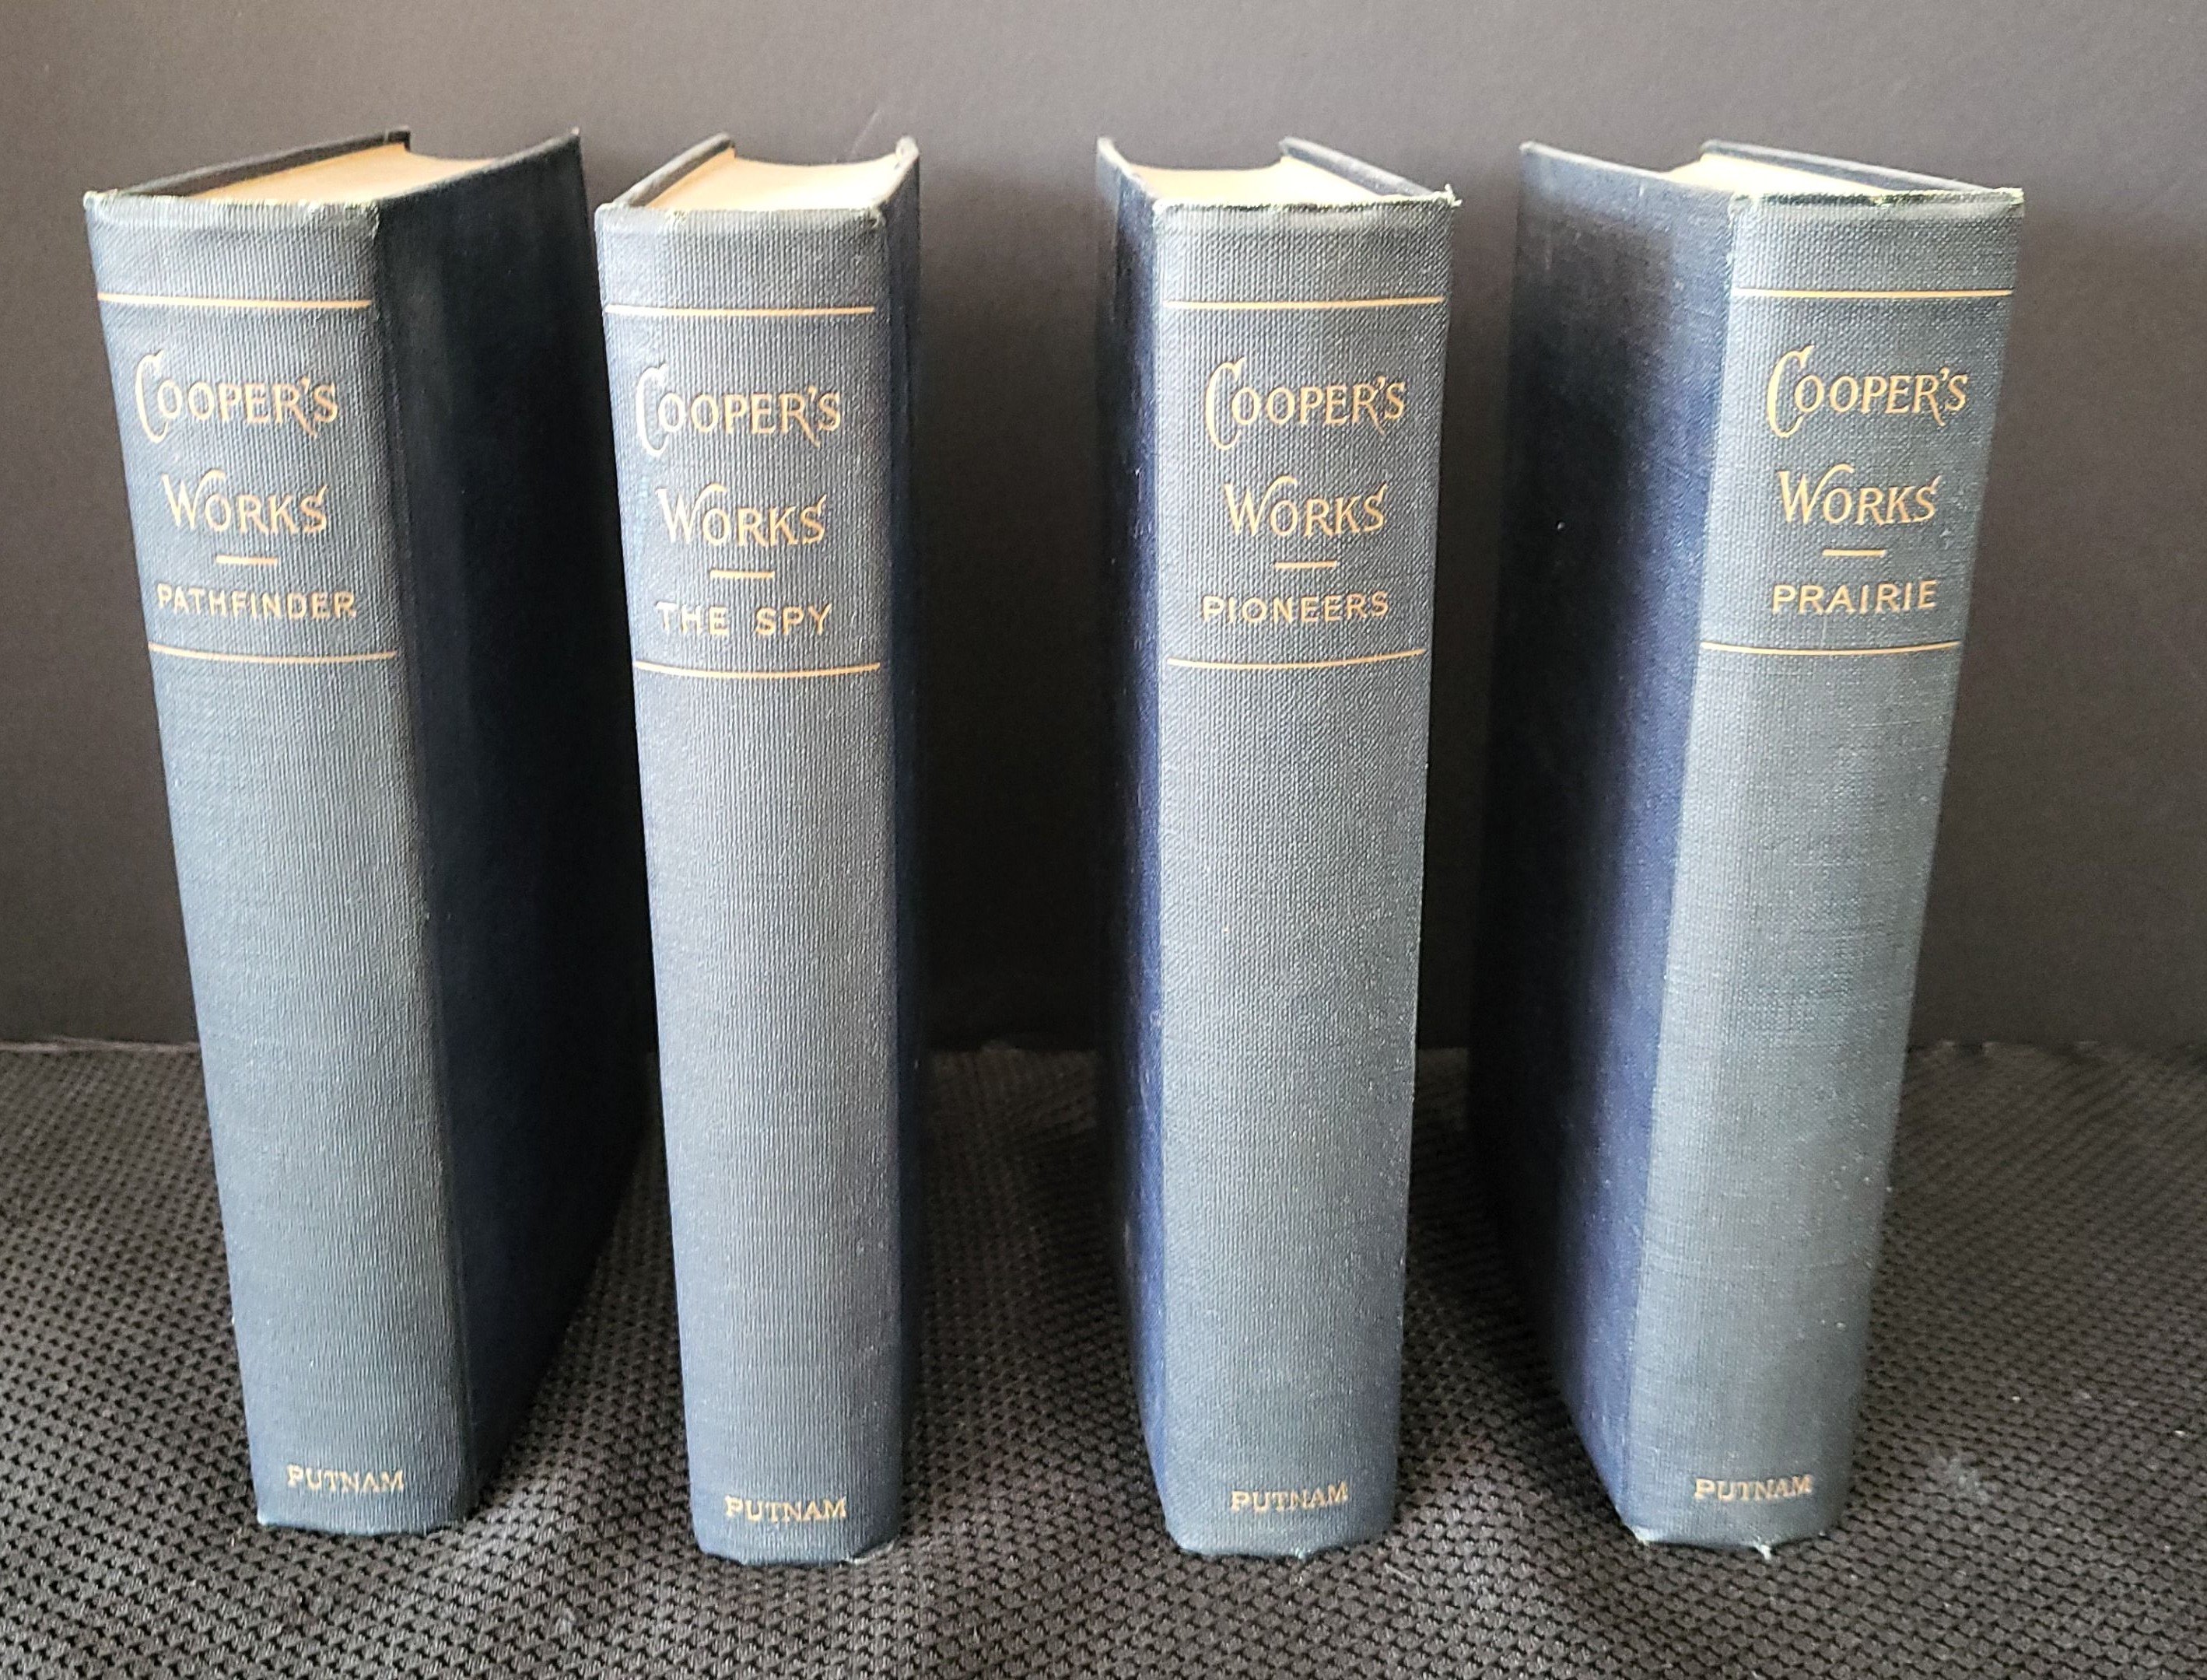 COOPER'S
WORKS
PATHFINDER
PUTNAM
COOPER'S
WORKS
THE SPY
PUTNAM
COOPER'S
WORKS
PIONEERS
PUTNAM
COOPER'S
WORKS
PRAIRIE
PUTNAM